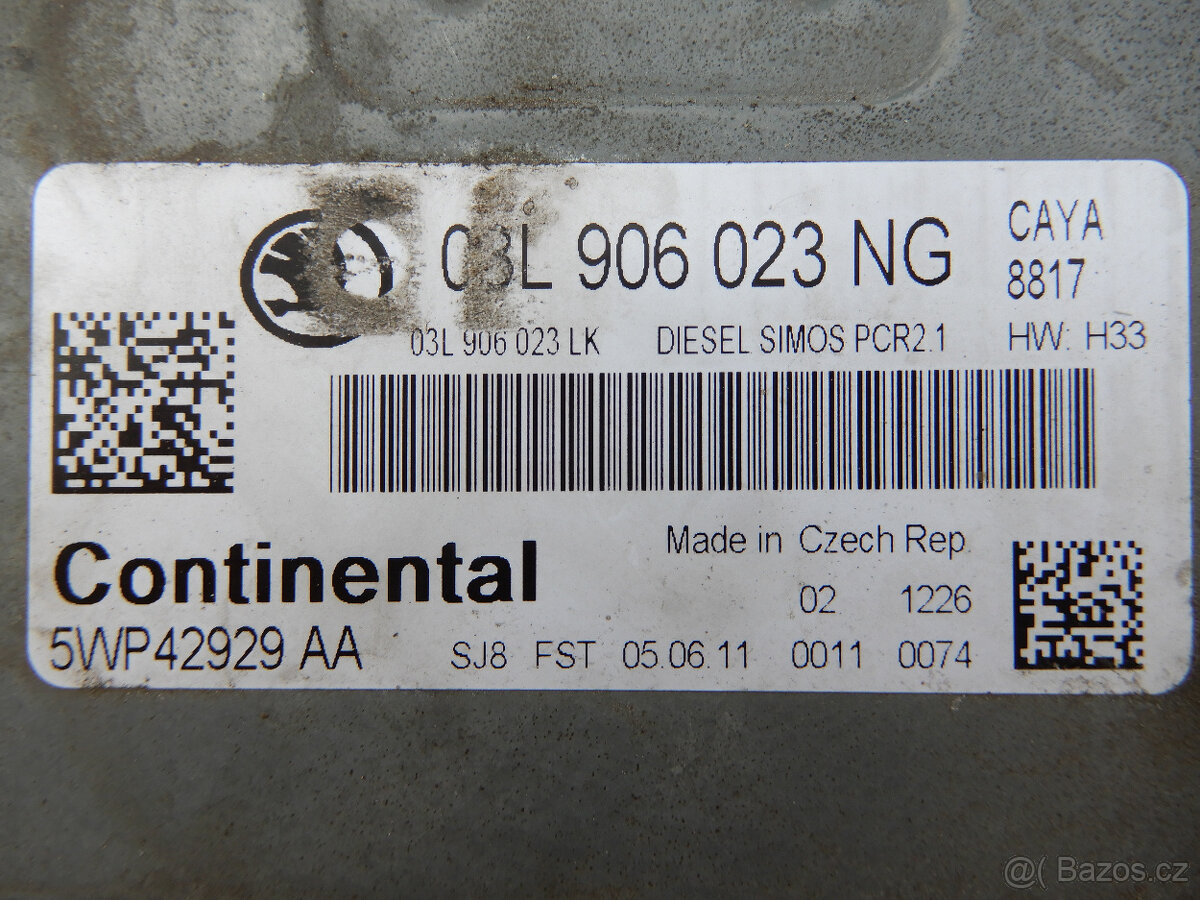 03L 906 023 NG
CAYA
8817
03L 906 023 LK DIESEL SIMOS PCR2.1 HW: H33
Continental
Made in Czech Rep.
02 1226
5WP42929 AA SJ8 FST 05.06.11 0011 0074
@( Bazos.cz